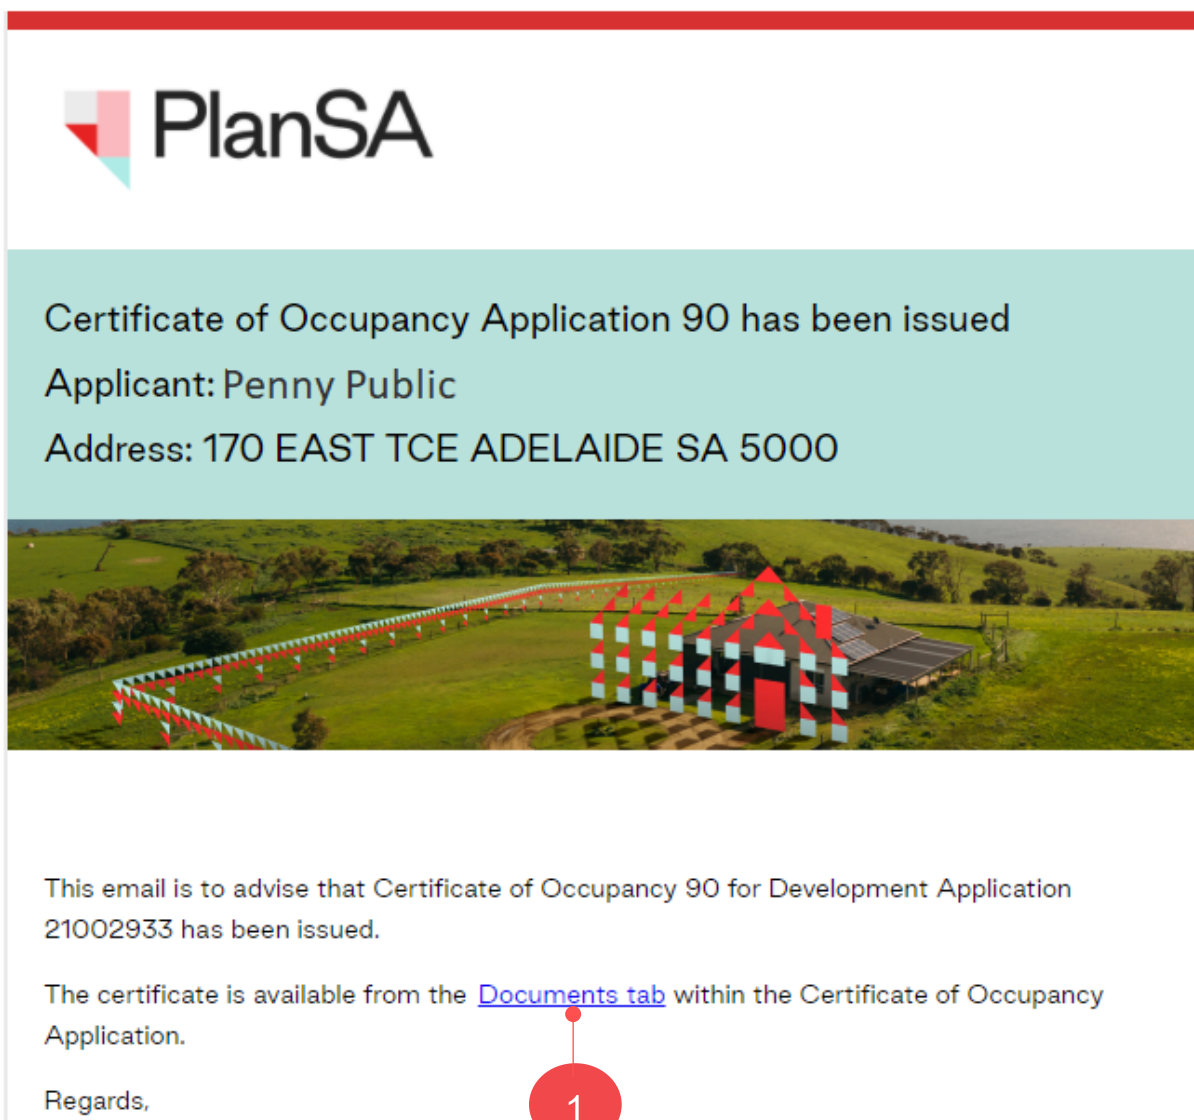 PlanSA
Certificate of Occupancy Application 90 has been issued
Applicant: Penny Public
Address: 170 EAST TCE ADELAIDE SA 5000
This email is to advise that Certificate of Occupancy 90 for Development Application
21002933 has been issued.
The certificate is available from the Documents tab within the Certificate of Occupancy
Application.
Regards,
1